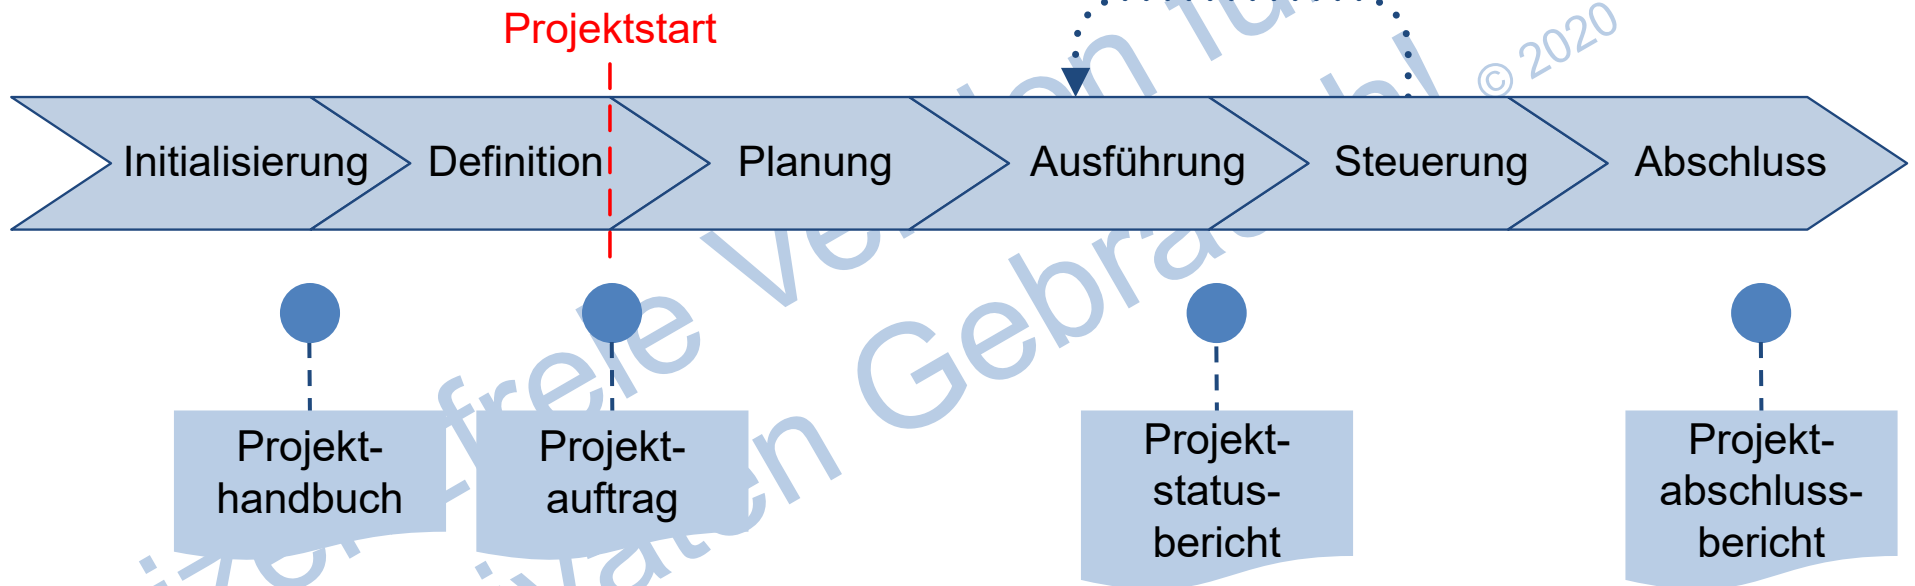 Projektstart
© 2020
Initialisierung
Definition
Planung
Ausführung
Steuerung
Abschluss
Projekt-
handbuch
Projekt-
auftrag
Projekt-
status-
bericht
Projekt-
abschluss-
bericht